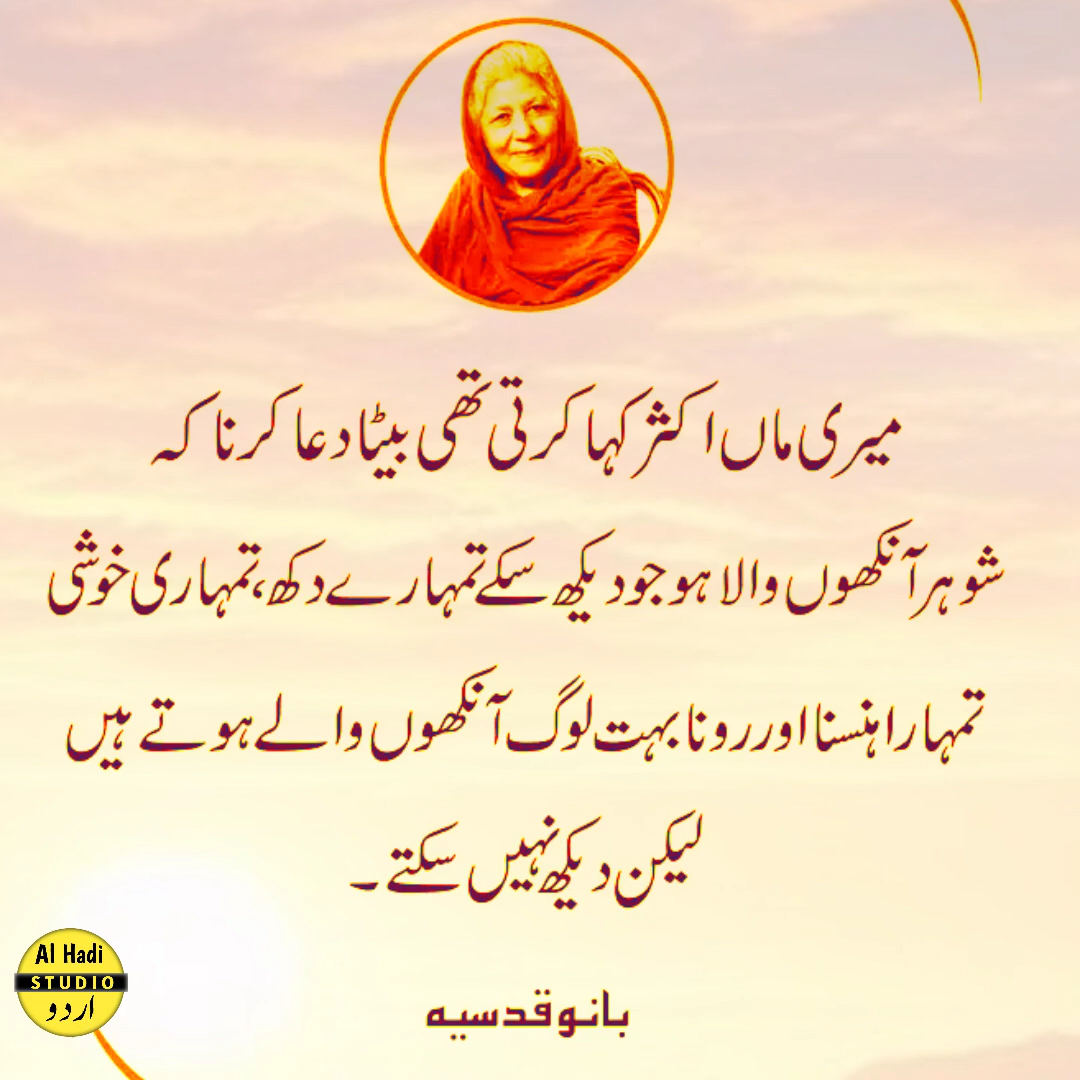 میری ماں اکثر کہا کرتی تھی بیٹا دعا کرنا کہ
شوہر آنکھوں والا ہو جو دیکھ سکے تمہارے دکھ، تمہاری خوشی
تمہارا ہنسنا اور رونا بہت لوگ آنکھوں والے ہوتے ہیں
لیکن دیکھ نہیں سکتے۔
بانو قدسیہ
Al Hadi
STUDIO
اردو